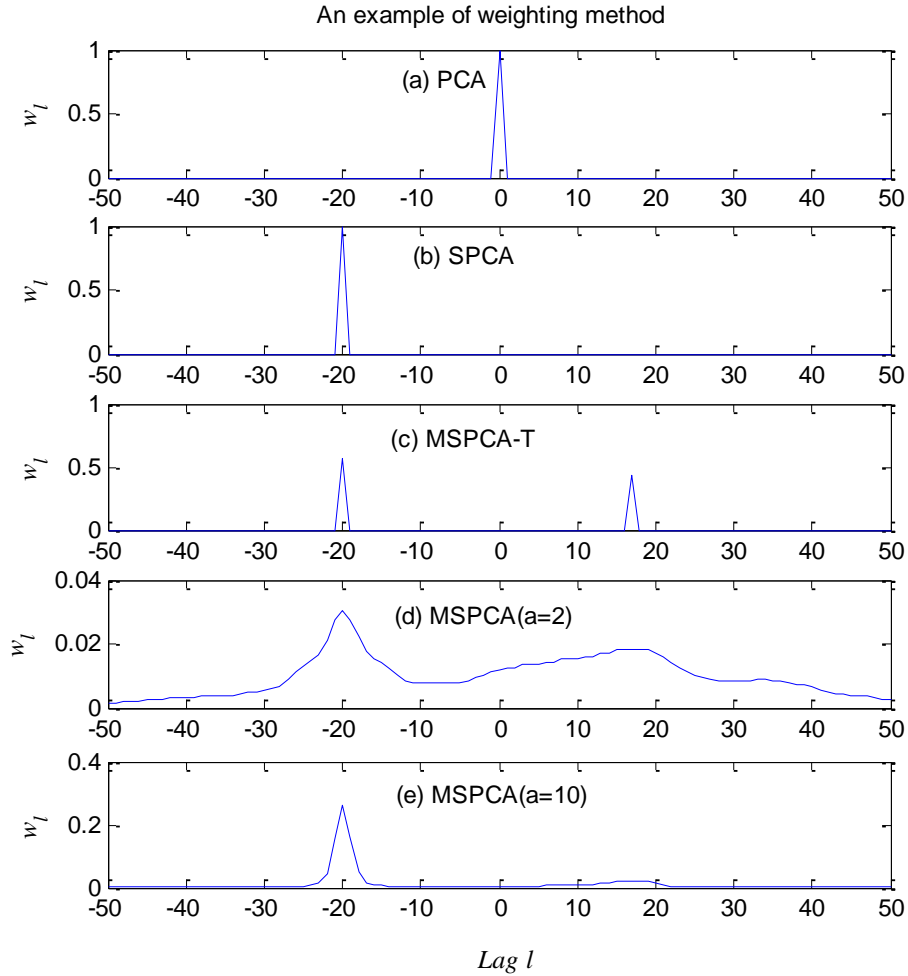 An example of weighting method
1
(a) PCA
w_l
0.5
0
-50 -40 -30 -20 -10 0 10 20 30 40 50
1
(b) SPCA
w_l
0.5
0
-50 -40 -30 -20 -10 0 10 20 30 40 50
1
(c) MSPCA-T
w_l
0.5
0
-50 -40 -30 -20 -10 0 10 20 30 40 50
0.04
(d) MSPCA(a=2)
w_l
0.02
0
-50 -40 -30 -20 -10 0 10 20 30 40 50
0.4
(e) MSPCA(a=10)
w_l
0.2
0
-50 -40 -30 -20 -10 0 10 20 30 40 50
Lag l